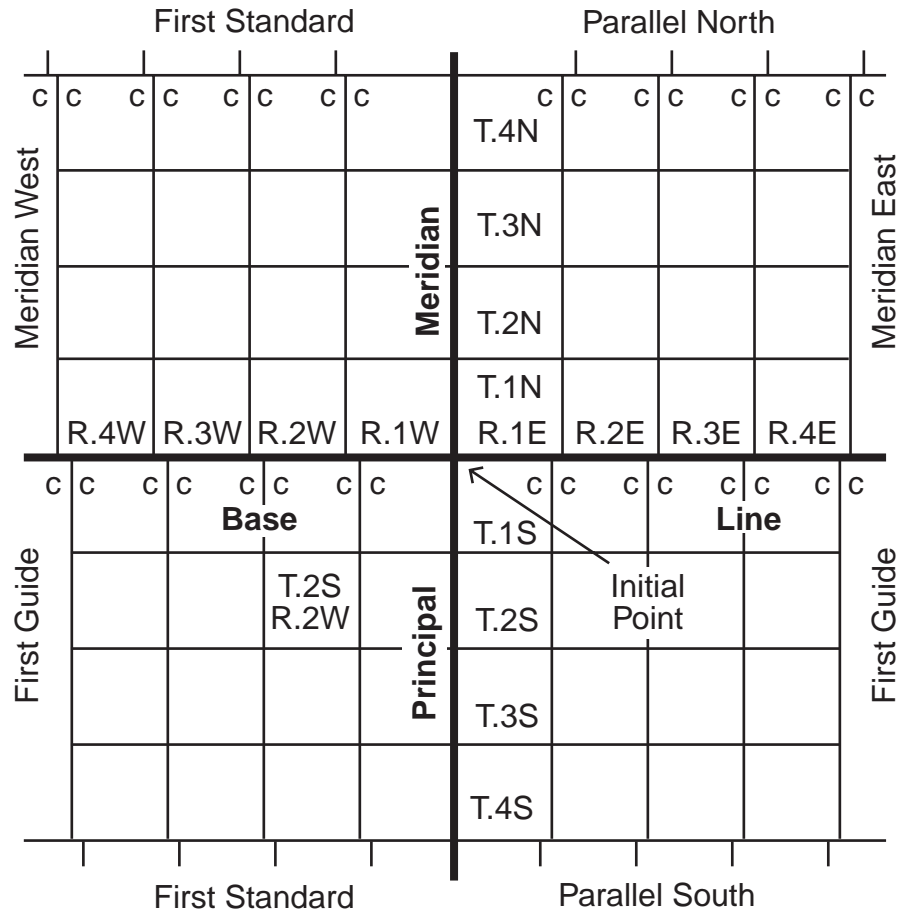 First Standard Parallel North
c c c c c c c c c c c c c c c
T.4N
Meridian West
Meridian
T.3N
Meridian East
T.2N
T.1N
R.4W R.3W R.2W R.1W R.1E R.2E R.3E R.4E
c c c c c c c c c c c c c c c c
Base Line
T.1S
First Guide
T.2S
R.2W
Principal
T.2S
Initial
Point
First Guide
T.3S
T.4S
First Standard Parallel South